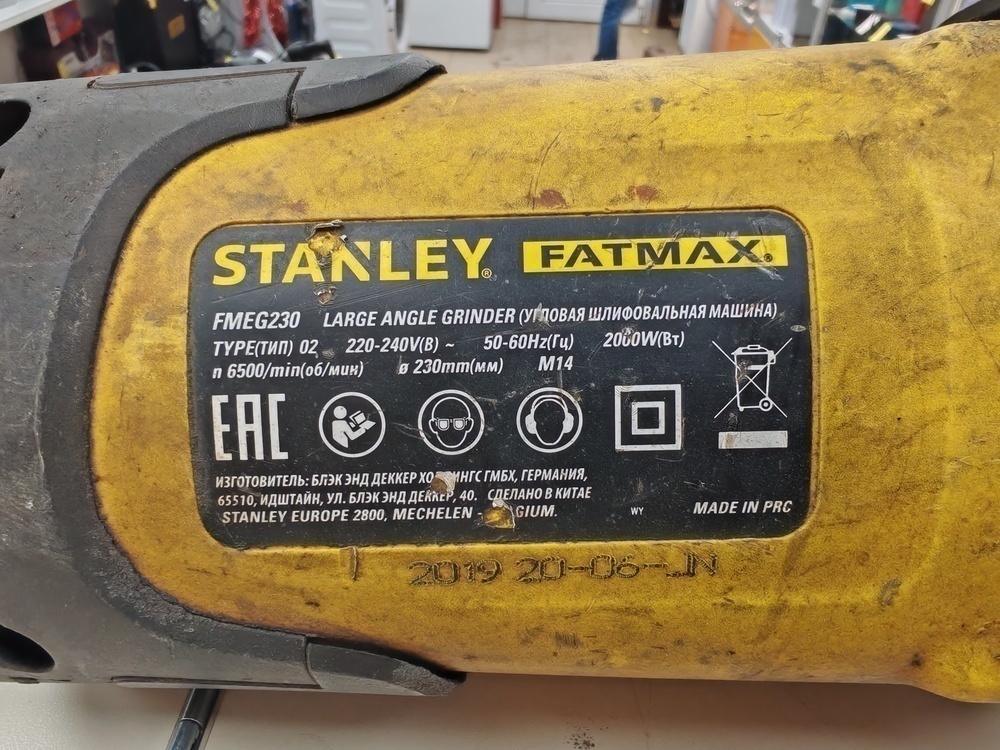 STANLEY® FATMAX®
FMEG230 LARGE ANGLE GRINDER (УГЛОВАЯ ШЛИФОВАЛЬНАЯ МАШИНА)
TYPE(ТИП) 02 220-240V(В) ~ 50-60Hz(Гц) 2000W(Вт)
n 6500/min(об/мин) ø 230mm(мм) M14
EAC
ИЗГОТОВИТЕЛЬ: БЛЭК ЭНД ДЕККЕР ГМБХ, ГЕРМАНИЯ,
65510, ИДШТАЙН, УЛ. БЛЭК ЭНД ДЕККЕР, 40. СДЕЛАНО В КИТАЕ
STANLEY EUROPE 2800, MECHELEN -
WY MADE IN PRC
2019 20-06-JN